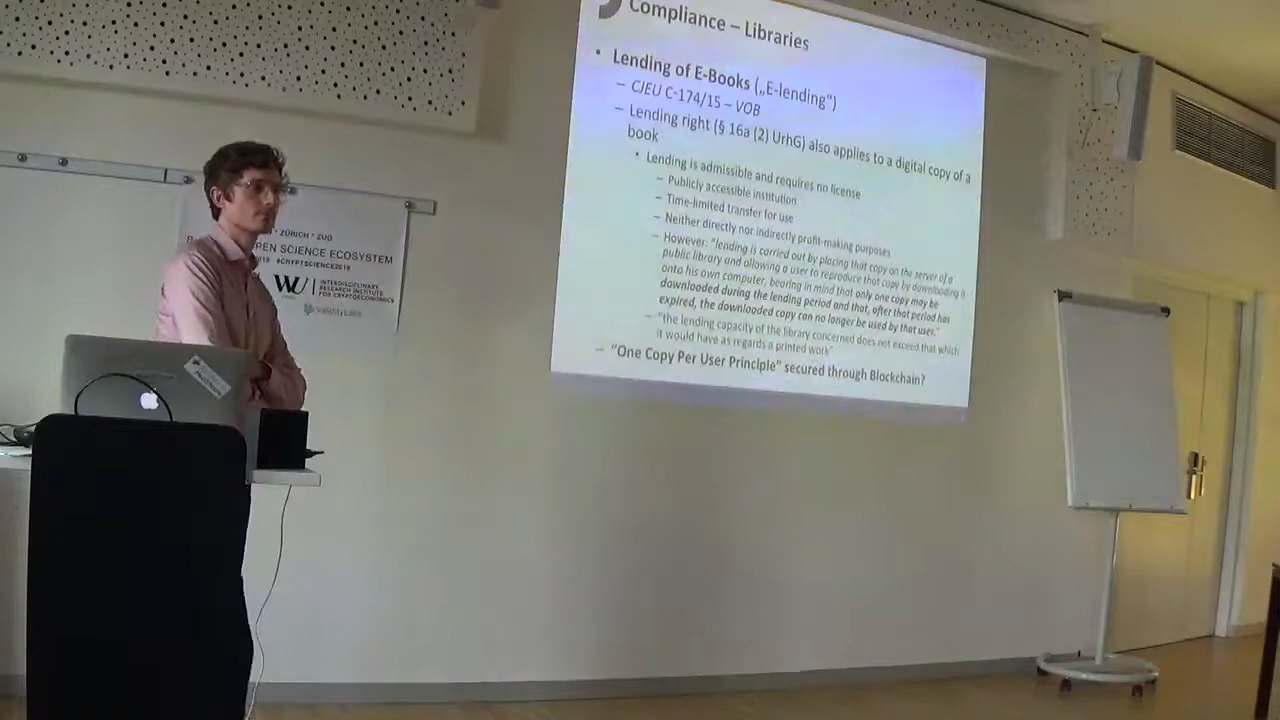 Compliance – Libraries
• Lending of E-Books („E-lending“)
– CJEU C-174/15 – VOB
– Lending right (§ 16a (2) UrhG) also applies to a digital copy of a
book
• Lending is admissible and requires no license
– Publicly accessible institution
– Time-limited transfer for use
– Neither directly nor indirectly profit-making purposes
– However: “lending is carried out by placing that copy on the server of a
public library and allowing a user to reproduce that copy by downloading it
onto his own computer, bearing in mind that only one copy may be
downloaded during the lending period and that, after that period has
expired, the downloaded copy can no longer be used by that user.”
– “the lending capacity of the library concerned does not exceed that which
it would have as regards a printed work”
– “One Copy Per User Principle” secured through Blockchain?
ZÜRICH • ZUG
PEN SCIENCE ECOSYSTEM
#CRYPTSCIENCE2019
WU
INTERDISCIPLINARY
RESEARCH INSTITUTE
FOR CRYPTOECONOMICS
ValidityLabs